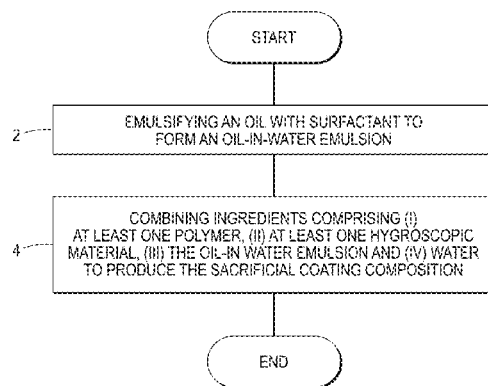 START
2
EMULSIFYING AN OIL WITH SURFACTANT TO
FORM AN OIL-IN-WATER EMULSION
4
COMBINING INGREDIENTS COMPRISING (I)
AT LEAST ONE POLYMER, (II) AT LEAST ONE HYGROSCOPIC
MATERIAL, (III) THE OIL-IN WATER EMULSION AND (IV) WATER
TO PRODUCE THE SACRIFICIAL COATING COMPOSITION
END